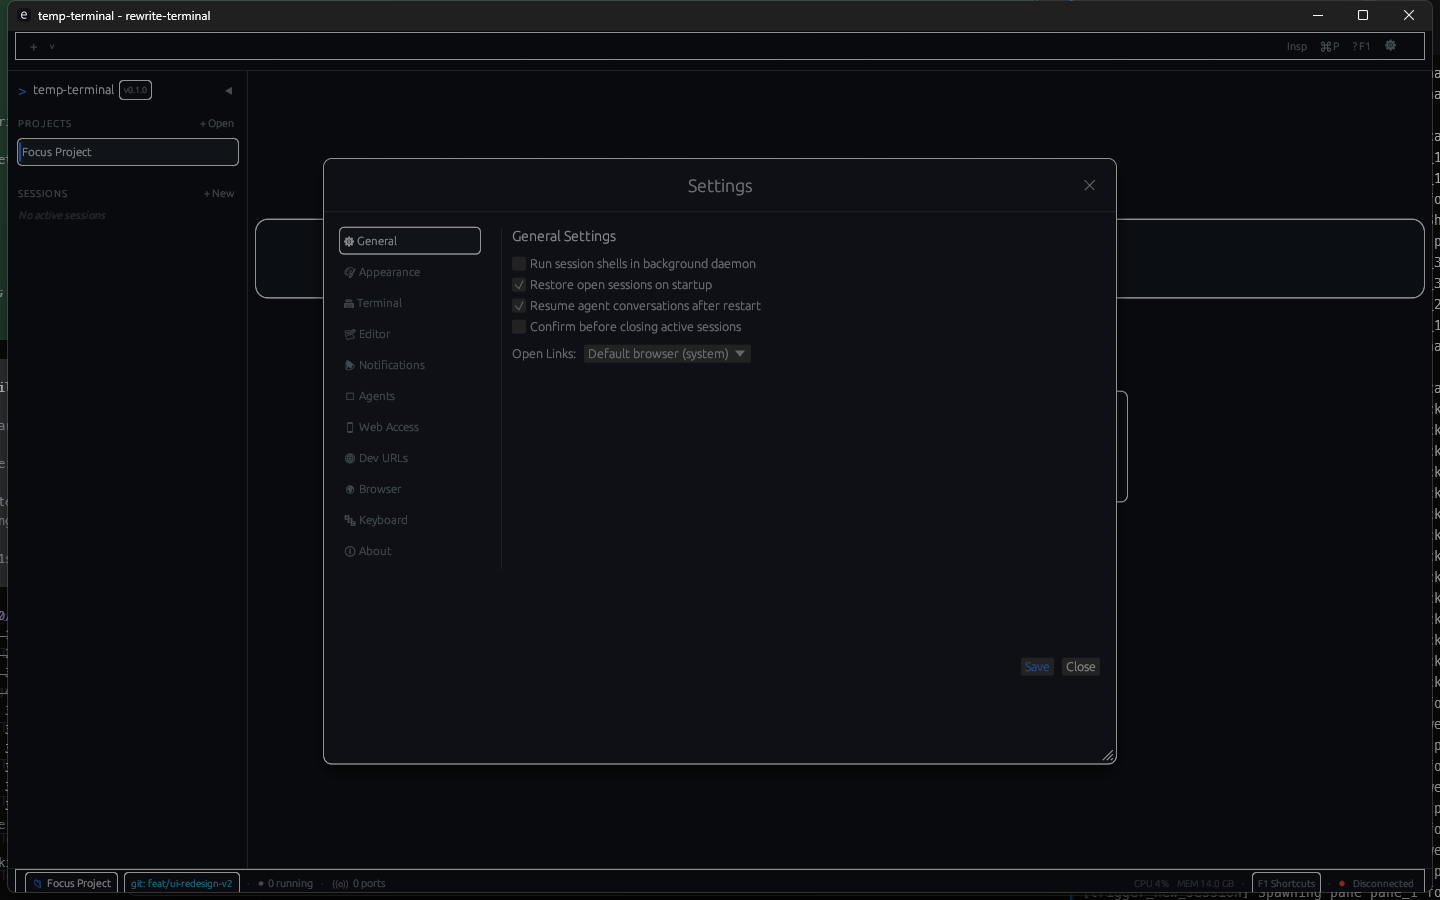 temp-terminal - rewrite-terminal
+ v
Insp ⌘P ? F1
> temp-terminal v0.1.0
PROJECTS + Open
Focus Project
SESSIONS + New
No active sessions
Settings
General
Appearance
Terminal
Editor
Notifications
Agents
Web Access
Dev URLs
Browser
Keyboard
About
General Settings
Run session shells in background daemon
Restore open sessions on startup
Resume agent conversations after restart
Confirm before closing active sessions
Open Links: Default browser (system)
Save Close
Focus Project git: feat/ui-redesign-v2 · ● 0 running · ((o)) 0 ports
CPU 4% MEM 14.0 GB · F1 Shortcuts · ● Disconnected